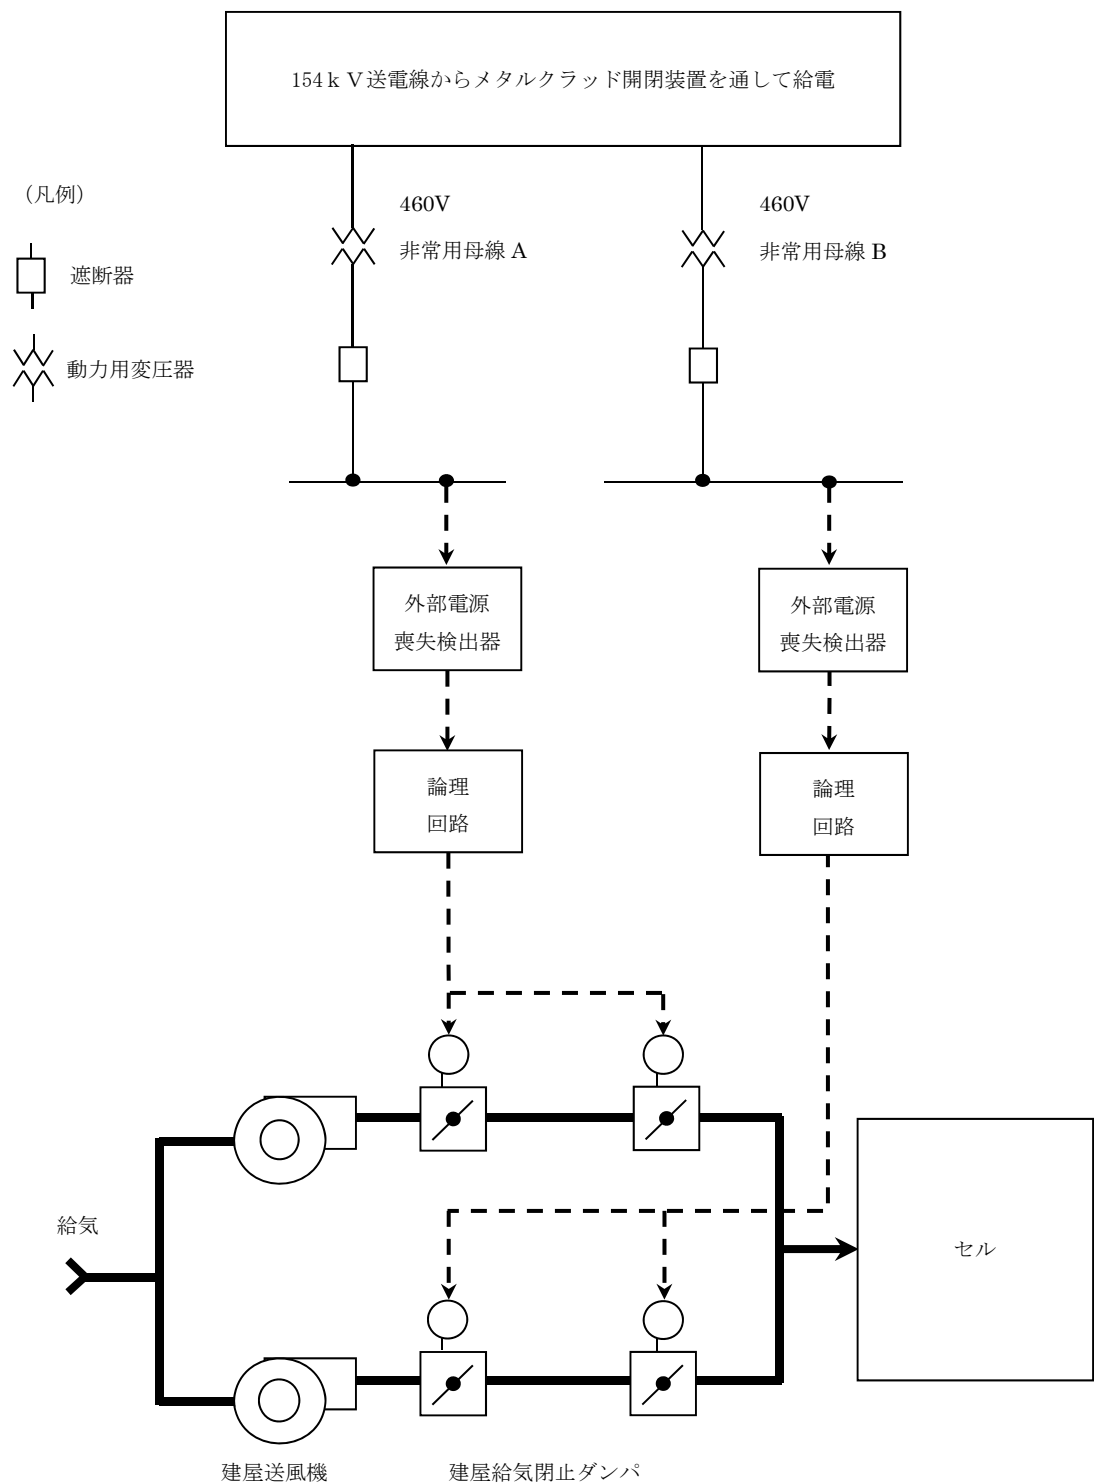 154ｋＶ送電線からメタルクラッド開閉装置を通して給電
（凡例）
遮断器
動力用変圧器
460V
非常用母線 A
460V
非常用母線 B
外部電源
喪失検出器
外部電源
喪失検出器
論理
回路
論理
回路
給気
セル
建屋送風機
建屋給気閉止ダンパ